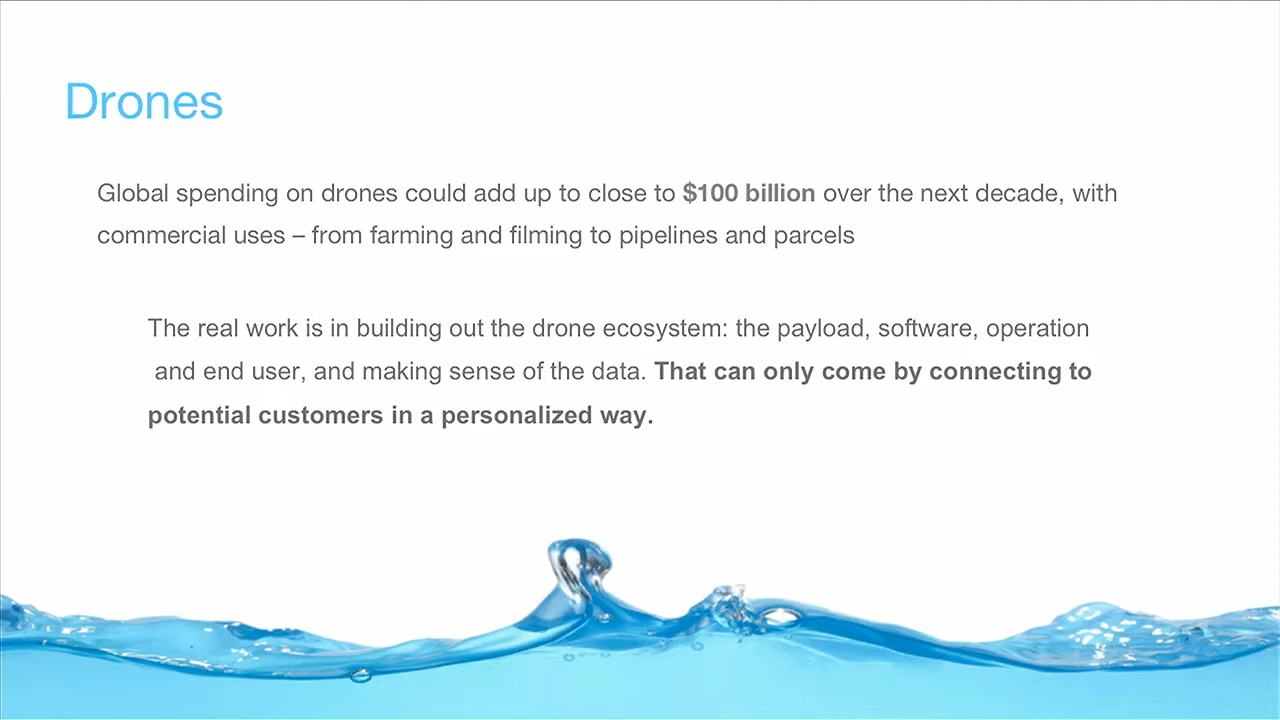 Drones
Global spending on drones could add up to close to $100 billion over the next decade, with
commercial uses – from farming and filming to pipelines and parcels
The real work is in building out the drone ecosystem: the payload, software, operation
and end user, and making sense of the data. That can only come by connecting to
potential customers in a personalized way.